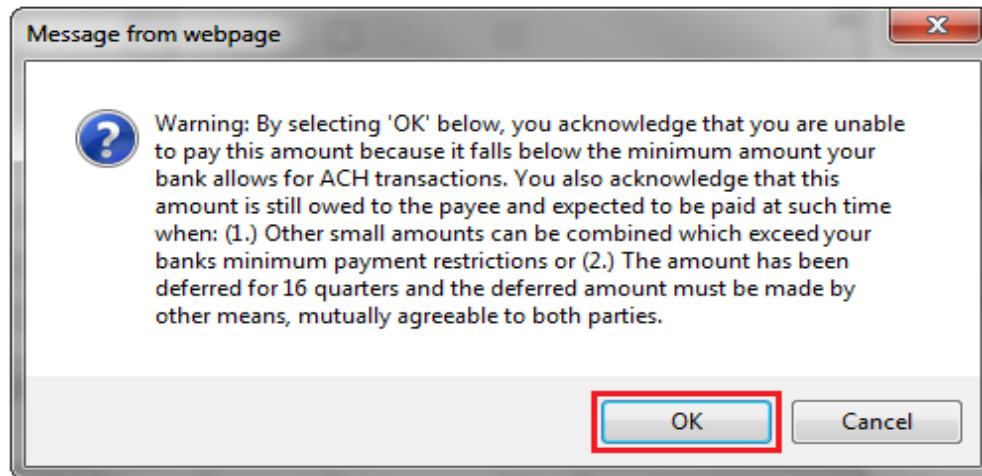 Message from webpage
Warning: By selecting 'OK' below, you acknowledge that you are unable
to pay this amount because it falls below the minimum amount your
bank allows for ACH transactions. You also acknowledge that this
amount is still owed to the payee and expected to be paid at such time
when: (1.) Other small amounts can be combined which exceed your
banks minimum payment restrictions or (2.) The amount has been
deferred for 16 quarters and the deferred amount must be made by
other means, mutually agreeable to both parties.
OK
Cancel